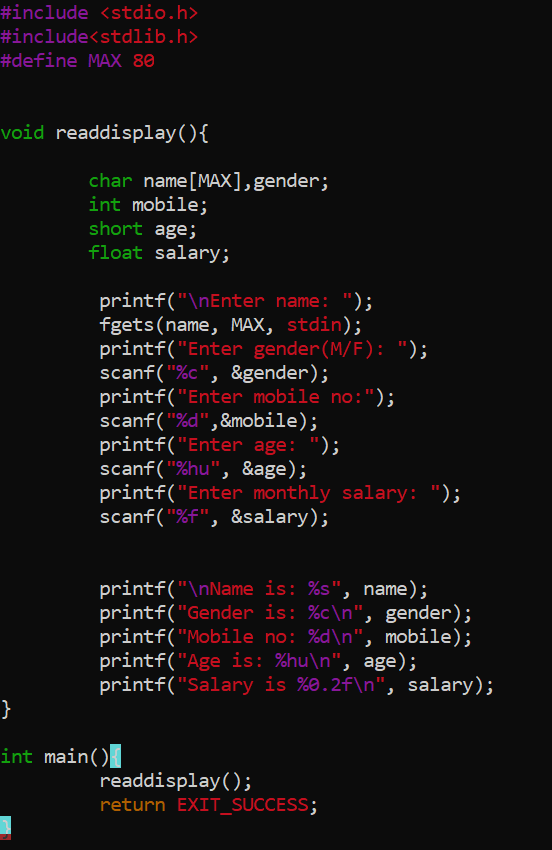 #include <stdio.h>
#include<stdlib.h>
#define MAX 80
void readdisplay(){
char name[MAX],gender;
int mobile;
short age;
float salary;
printf("\nEnter name: ");
fgets(name, MAX, stdin);
printf("Enter gender(M/F): ");
scanf("%c", &gender);
printf("Enter mobile no:");
scanf("%d",&mobile);
printf("Enter age: ");
scanf("%hu", &age);
printf("Enter monthly salary: ");
scanf("%f", &salary);
printf("\nName is: %s", name);
printf("Gender is: %c\n", gender);
printf("Mobile no: %d\n", mobile);
printf("Age is: %hu\n", age);
printf("Salary is %0.2f\n", salary);
}
int main(){
readdisplay();
return EXIT_SUCCESS;
}